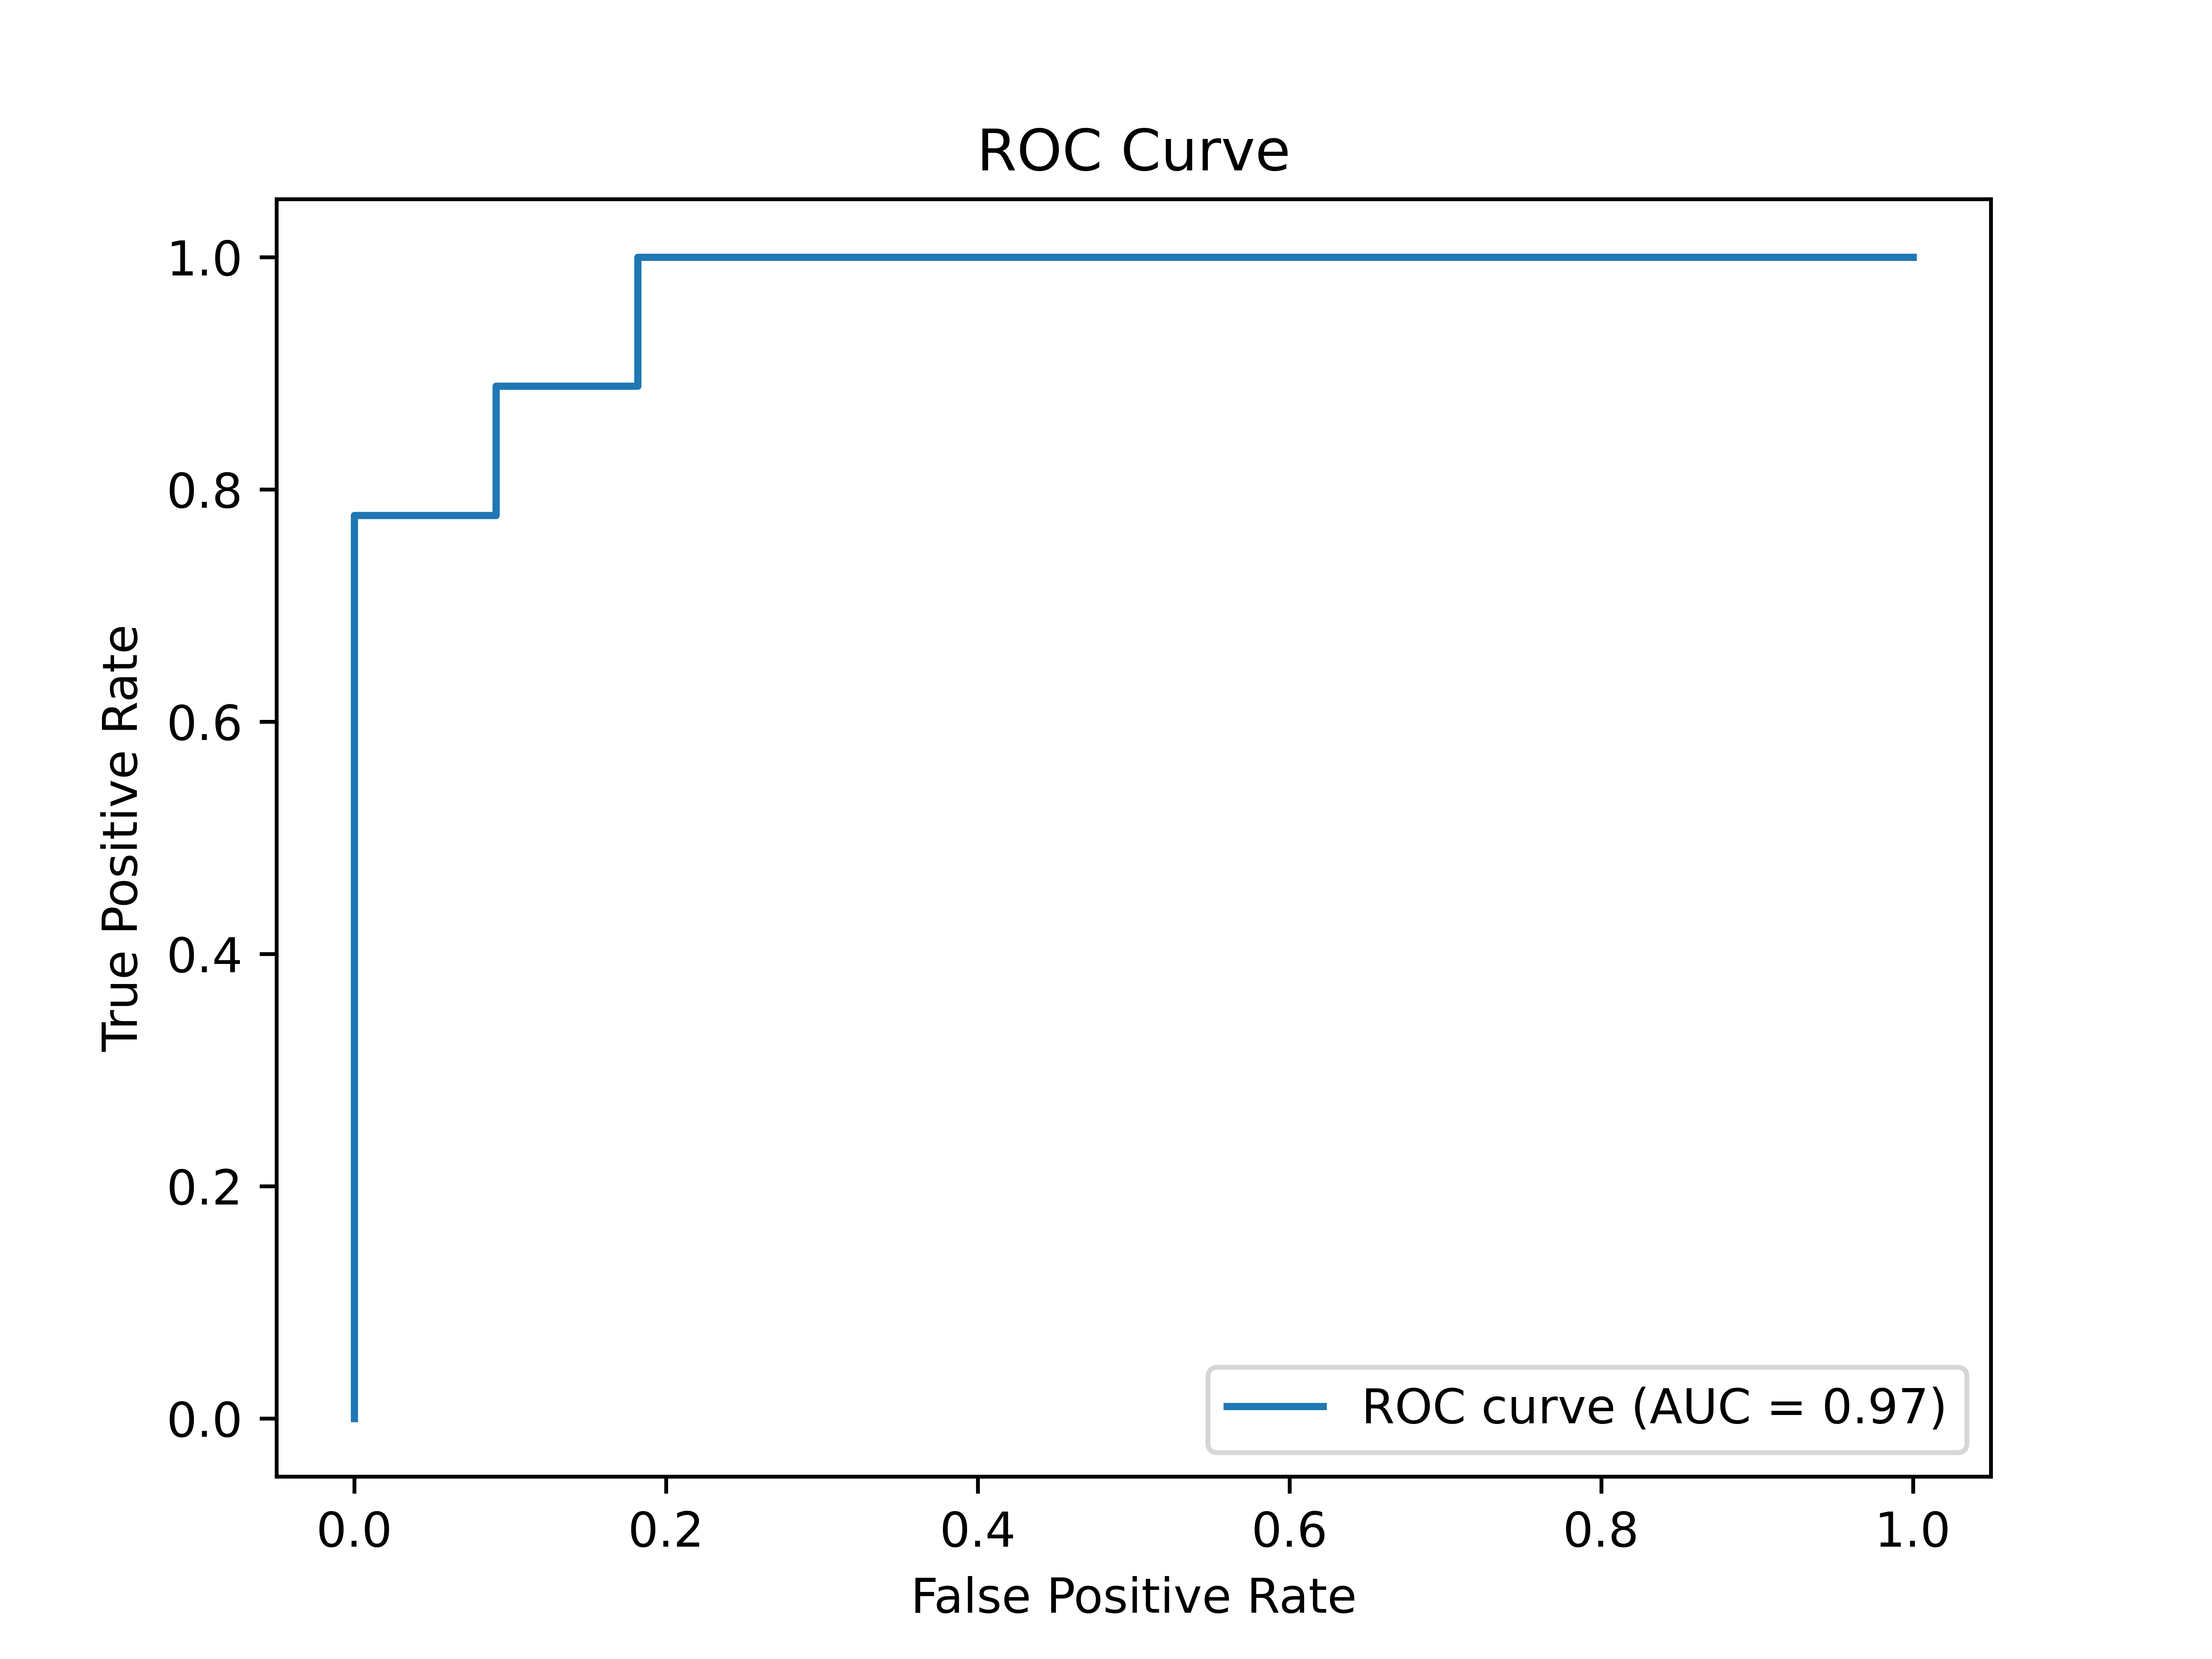 ROC Curve
1.0
0.8
0.6
0.4
0.2
0.0
True Positive Rate
ROC curve (AUC = 0.97)
0.0 0.2 0.4 0.6 0.8 1.0
False Positive Rate